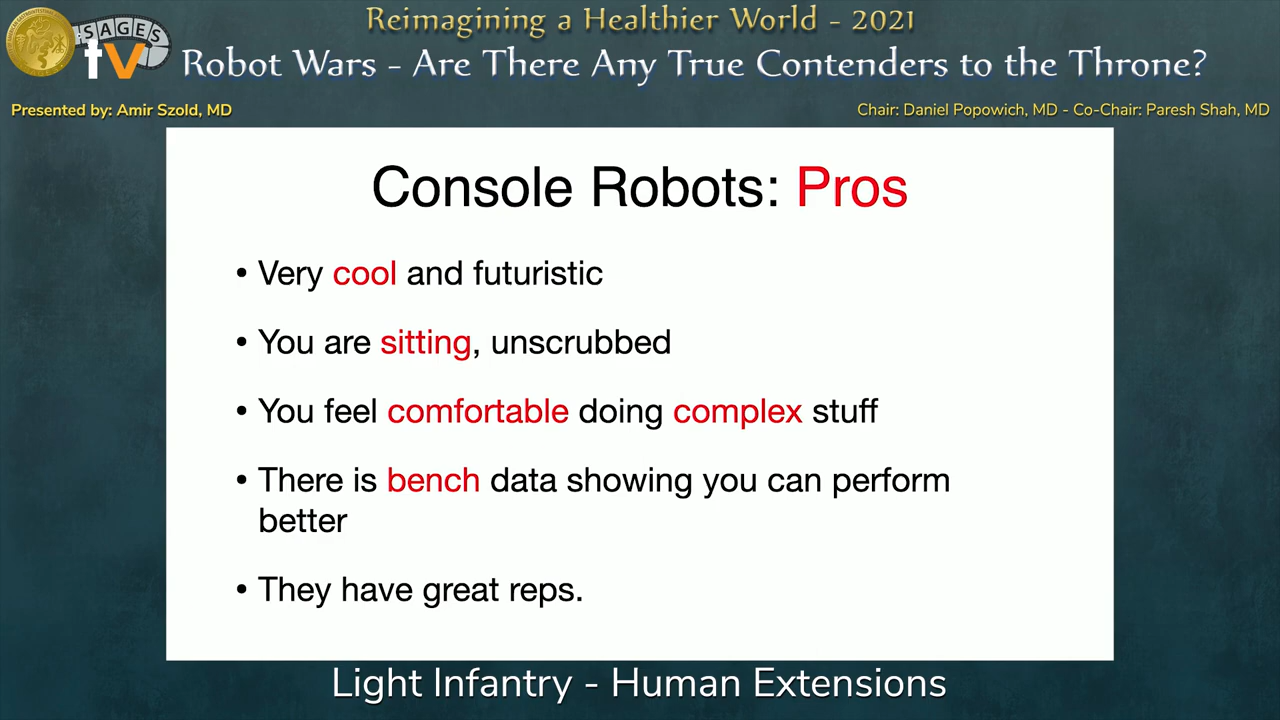 Reimagining a Healthier World - 2021
SAGES
tv
Robot Wars - Are There Any True Contenders to the Throne?
Presented by: Amir Szold, MD
Chair: Daniel Popowich, MD - Co-Chair: Paresh Shah, MD
Console Robots: Pros
• Very cool and futuristic
• You are sitting, unscrubbed
• You feel comfortable doing complex stuff
• There is bench data showing you can perform
better
• They have great reps.
Light Infantry - Human Extensions